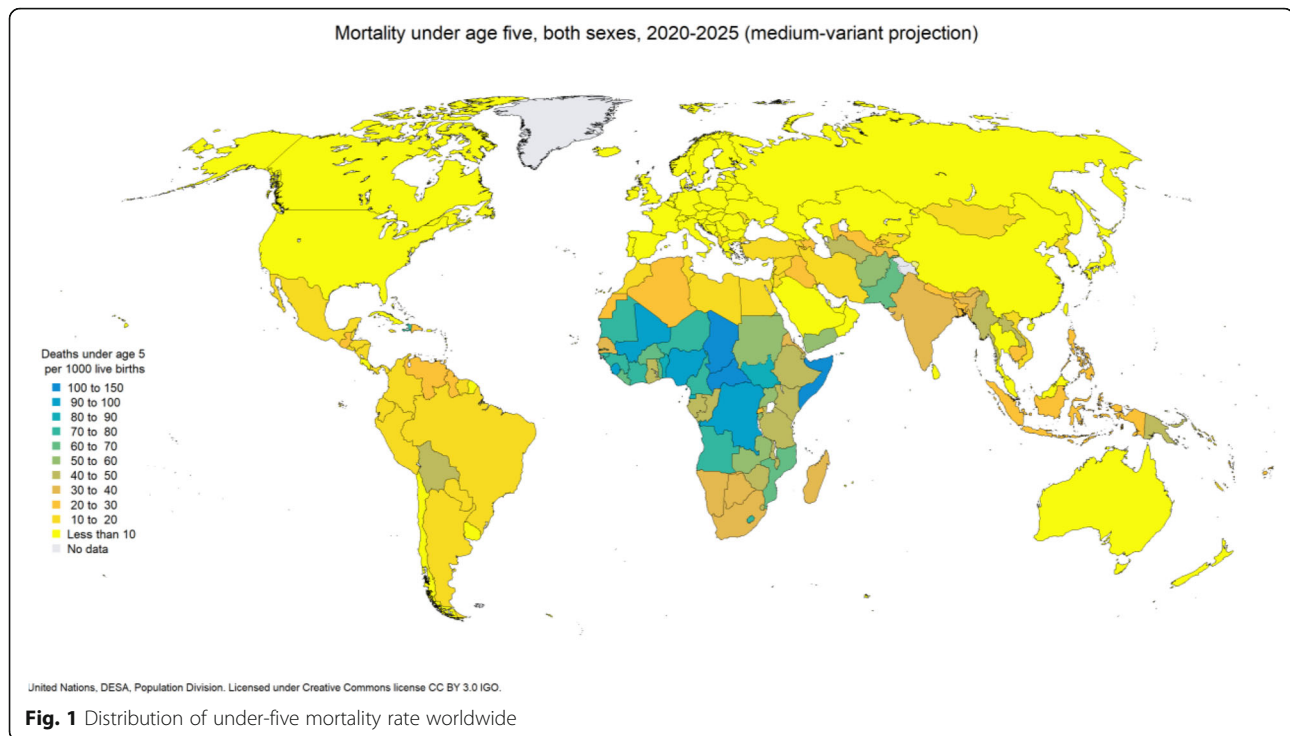 Mortality under age five, both sexes, 2020-2025 (medium-variant projection)
Deaths under age 5
per 1000 live births
100 to 150
90 to 100
80 to 90
70 to 80
60 to 70
50 to 60
40 to 50
30 to 40
20 to 30
10 to 20
Less than 10
No data
United Nations, DESA, Population Division. Licensed under Creative Commons license CC BY 3.0 IGO.
Fig. 1 Distribution of under-five mortality rate worldwide